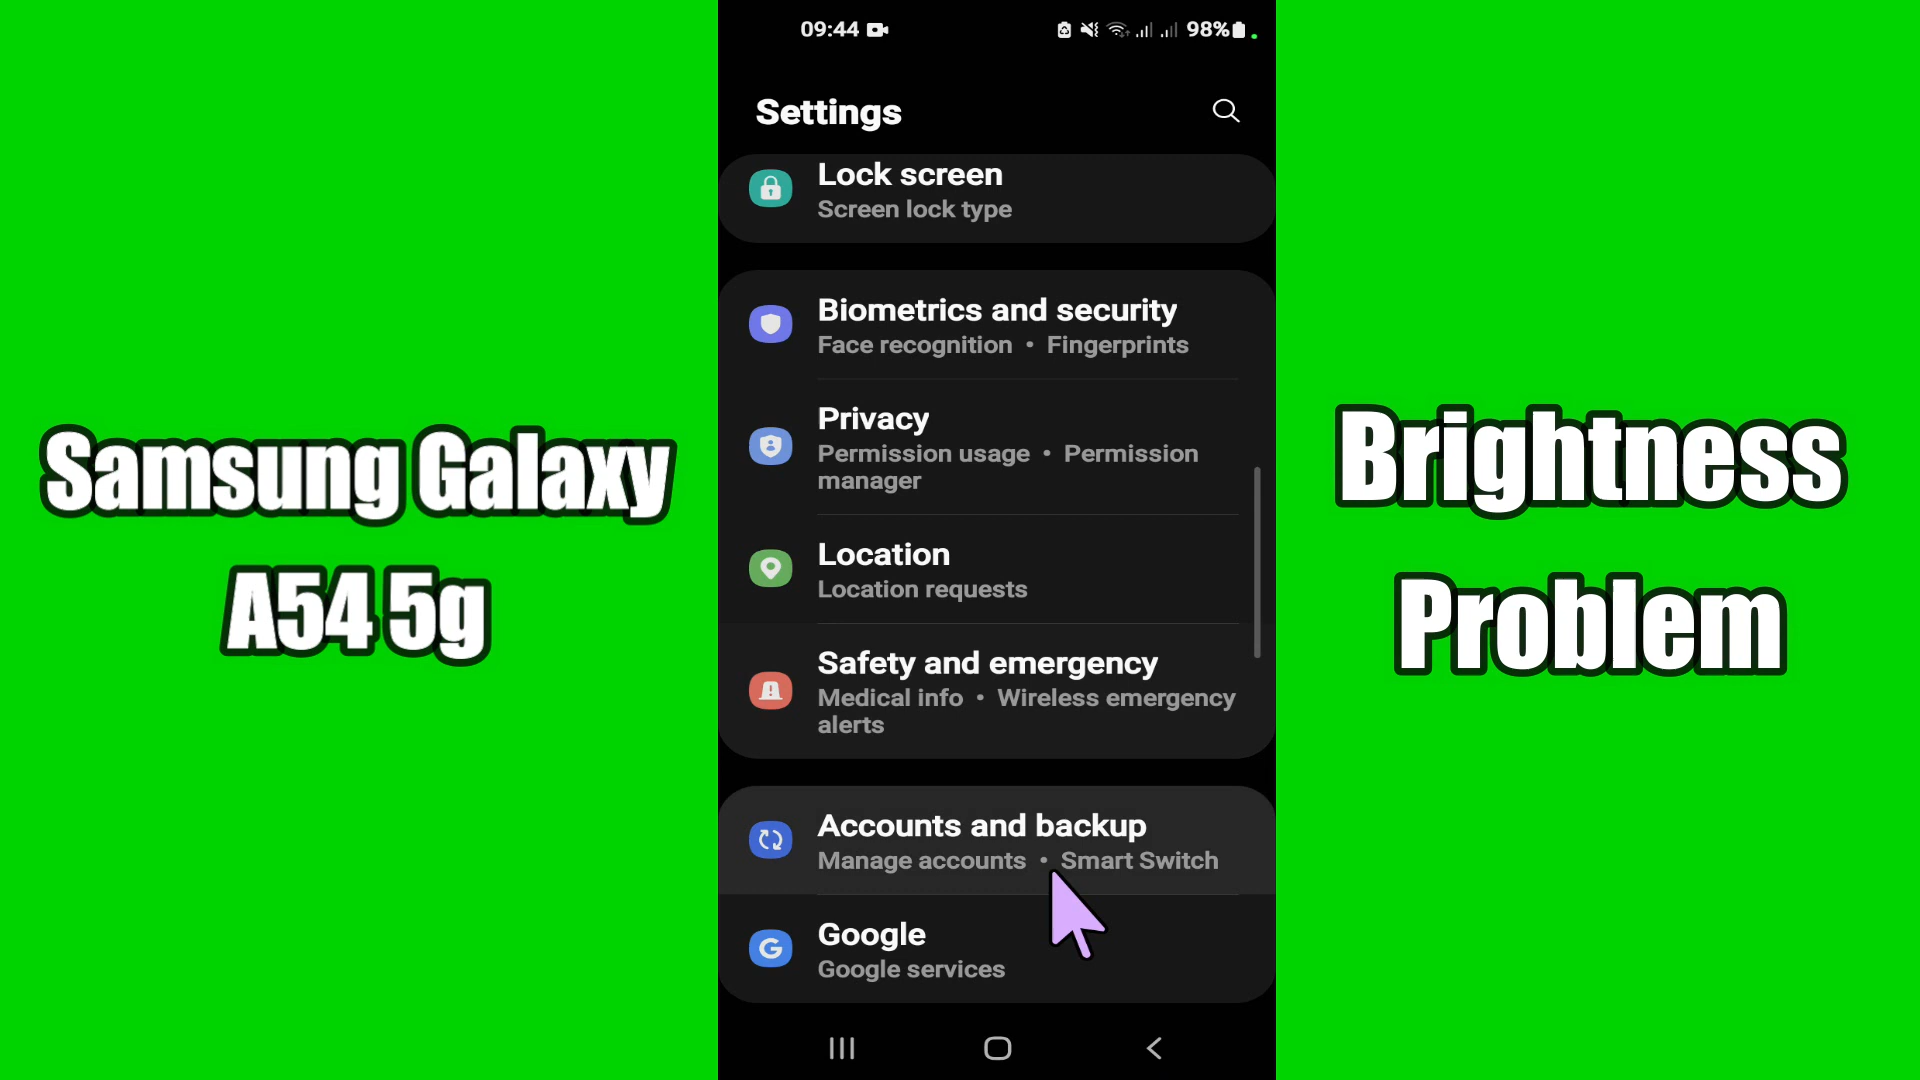 09:44
98%
Settings
Lock screen
Screen lock type
Biometrics and security
Face recognition • Fingerprints
Privacy
Permission usage • Permission
manager
Location
Location requests
Safety and emergency
Medical info • Wireless emergency
alerts
Accounts and backup
Manage accounts • Smart Switch
Google
Google services
Samsung Galaxy
A54 5g
Brightness
Problem